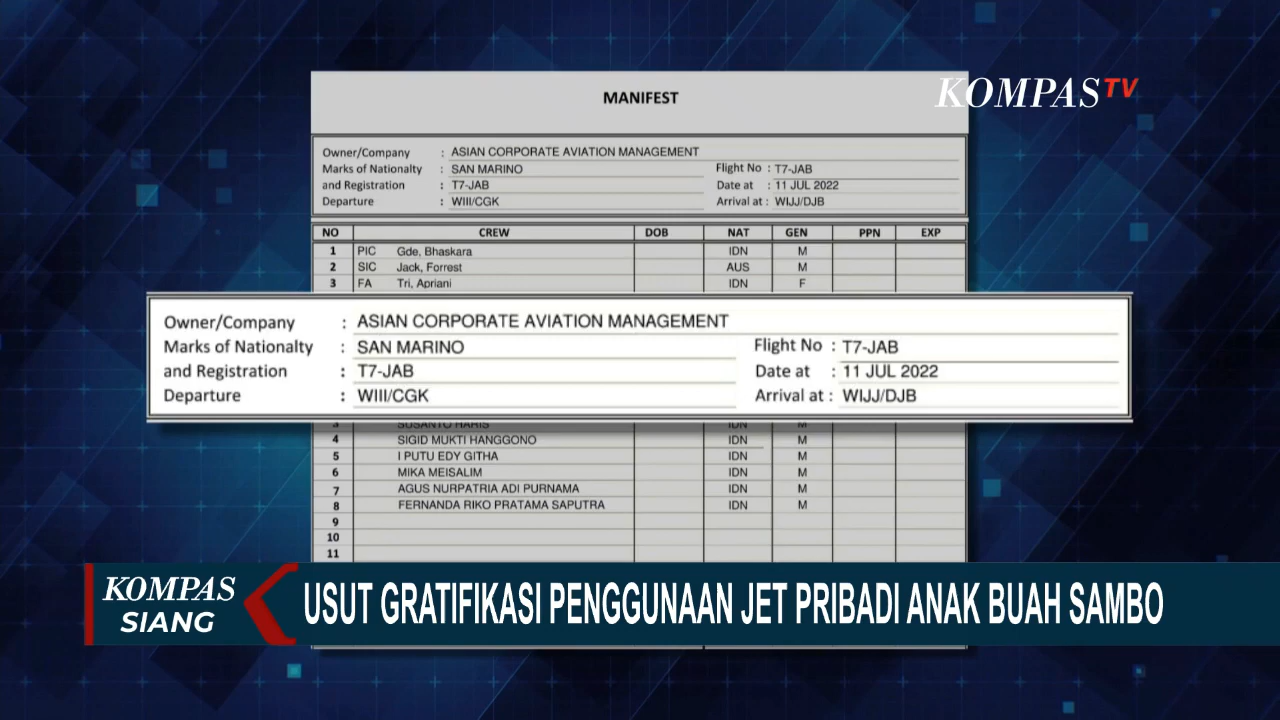 MANIFEST
KOMPASTV
Owner/Company : ASIAN CORPORATE AVIATION MANAGEMENT
Marks of Nationality : SAN MARINO Flight No : T7-JAB
and Registration : T7-JAB Date at : 11 JUL 2022
Departure : WIII/CGK Arrival at : WIJJ/DJB
NO CREW DOB NAT GEN PPN EXP
1 PIC Gde, Bhaskara IDN M
2 SIC Jack, Forrest AUS M
3 FA Tri, Apriani IDN F
Owner/Company : ASIAN CORPORATE AVIATION MANAGEMENT
Marks of Nationality : SAN MARINO Flight No : T7-JAB
and Registration : T7-JAB Date at : 11 JUL 2022
Departure : WIII/CGK Arrival at : WIJJ/DJB
3 SUSANTO HARIS IDN M
4 SIGID MUKTI HANGGONO IDN M
5 I PUTU EDY GITHA IDN M
6 MIKA MEISALIM IDN M
7 AGUS NURPATRIA ADI PURNAMA IDN M
8 FERNANDA RIKO PRATAMA SAPUTRA IDN M
9
10
11
KOMPAS SIANG
USUT GRATIFIKASI PENGGUNAAN JET PRIBADI ANAK BUAH SAMBO